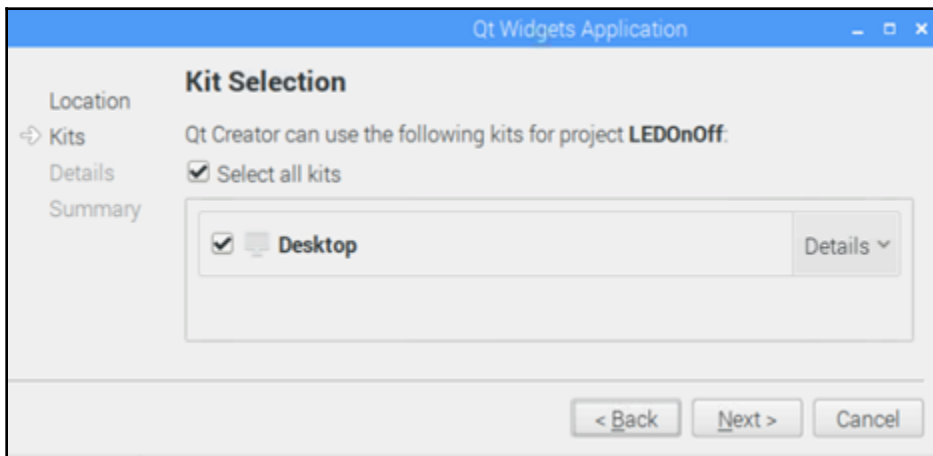 Qt Widgets Application
Location
Kits
Details
Summary
Kit Selection
Qt Creator can use the following kits for project LEDOnOff:
Select all kits
Desktop
Details
< Back
Next >
Cancel